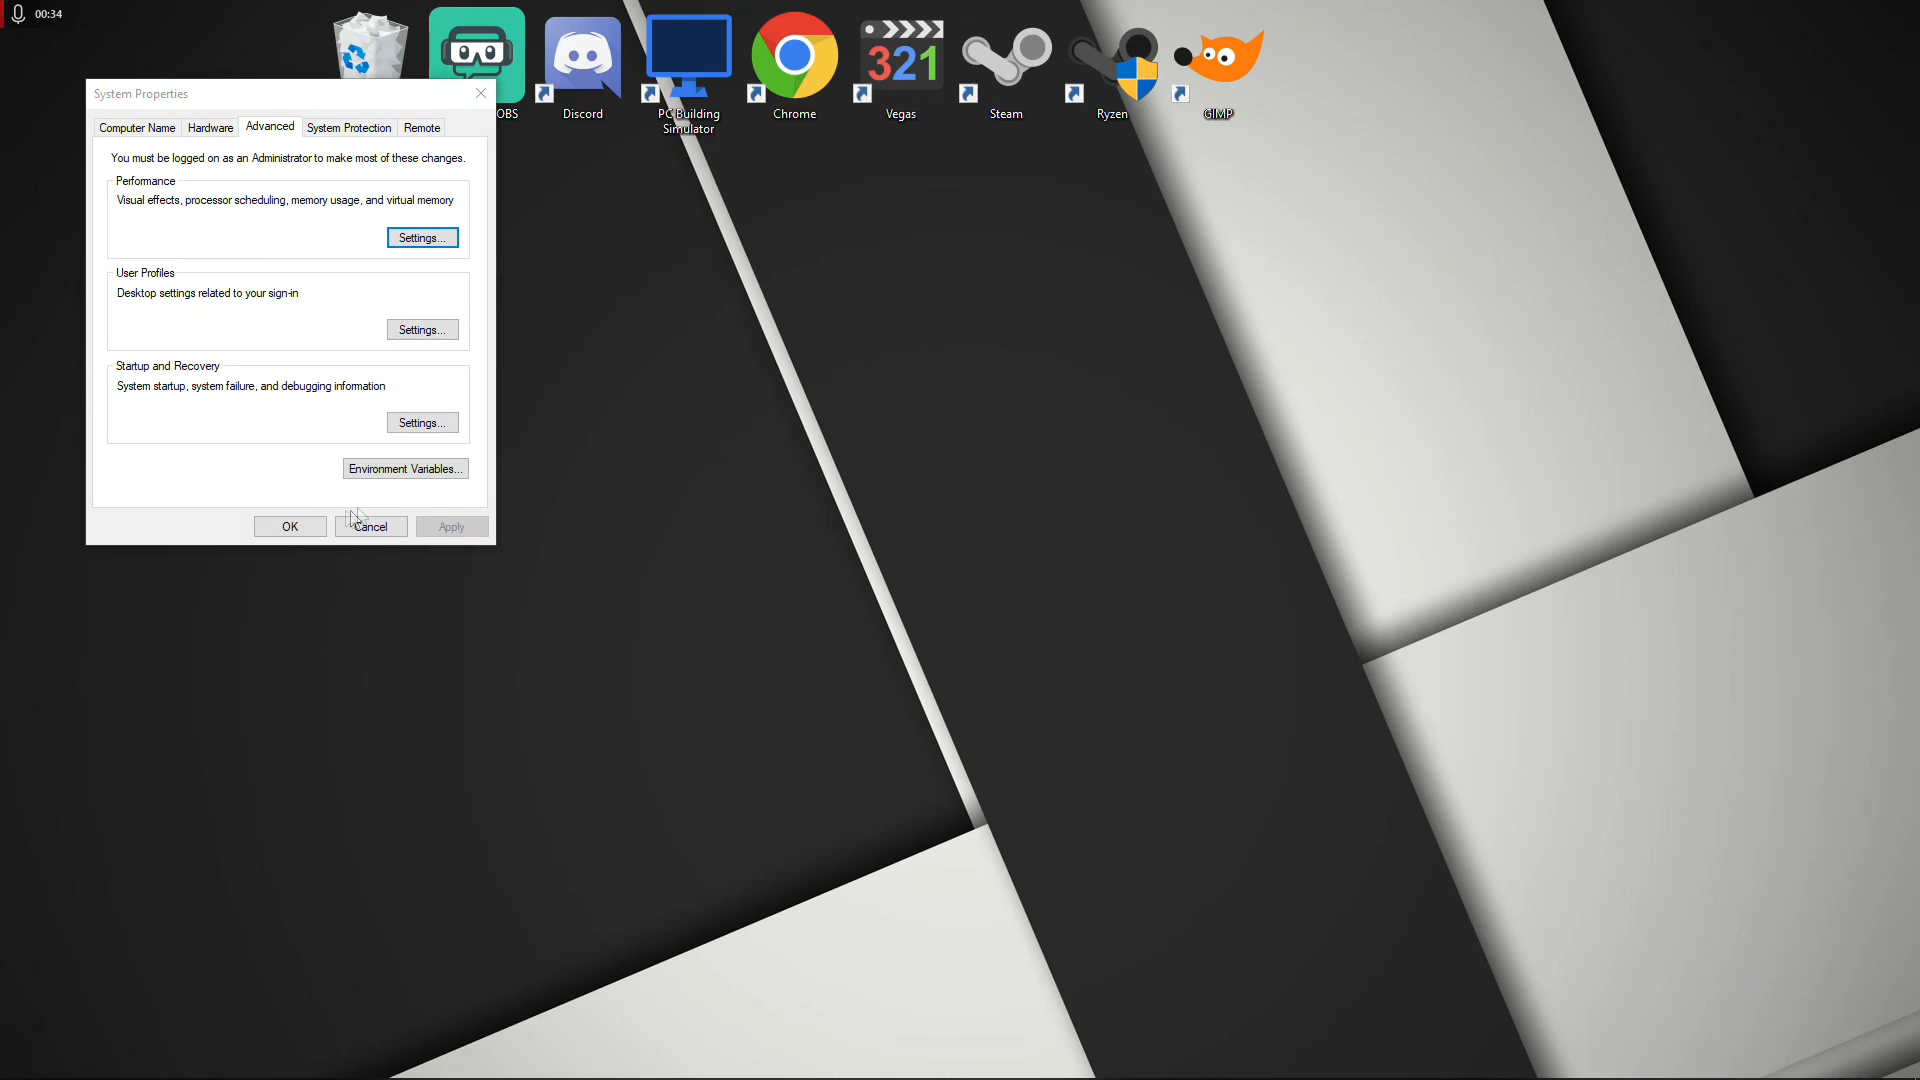 00:34
321
OBS
Discord
PC Building
Simulator
Chrome
Vegas
Steam
Ryzen
GIMP
System Properties
Computer Name
Hardware
Advanced
System Protection
Remote
You must be logged on as an Administrator to make most of these changes.
Performance
Visual effects, processor scheduling, memory usage, and virtual memory
Settings...
User Profiles
Desktop settings related to your sign-in
Settings...
Startup and Recovery
System startup, system failure, and debugging information
Settings...
Environment Variables...
OK
Cancel
Apply